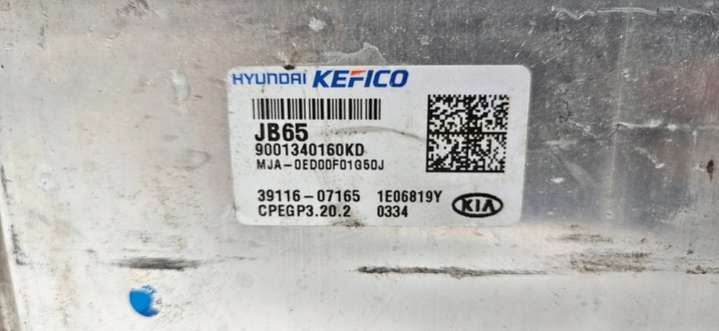 HYUNDAI KEFICO
JB65
9001340160KD
MJA-0ED00F01G50J
39116-07165 1E06819Y
CPEGP3.20.2 0334
KIA